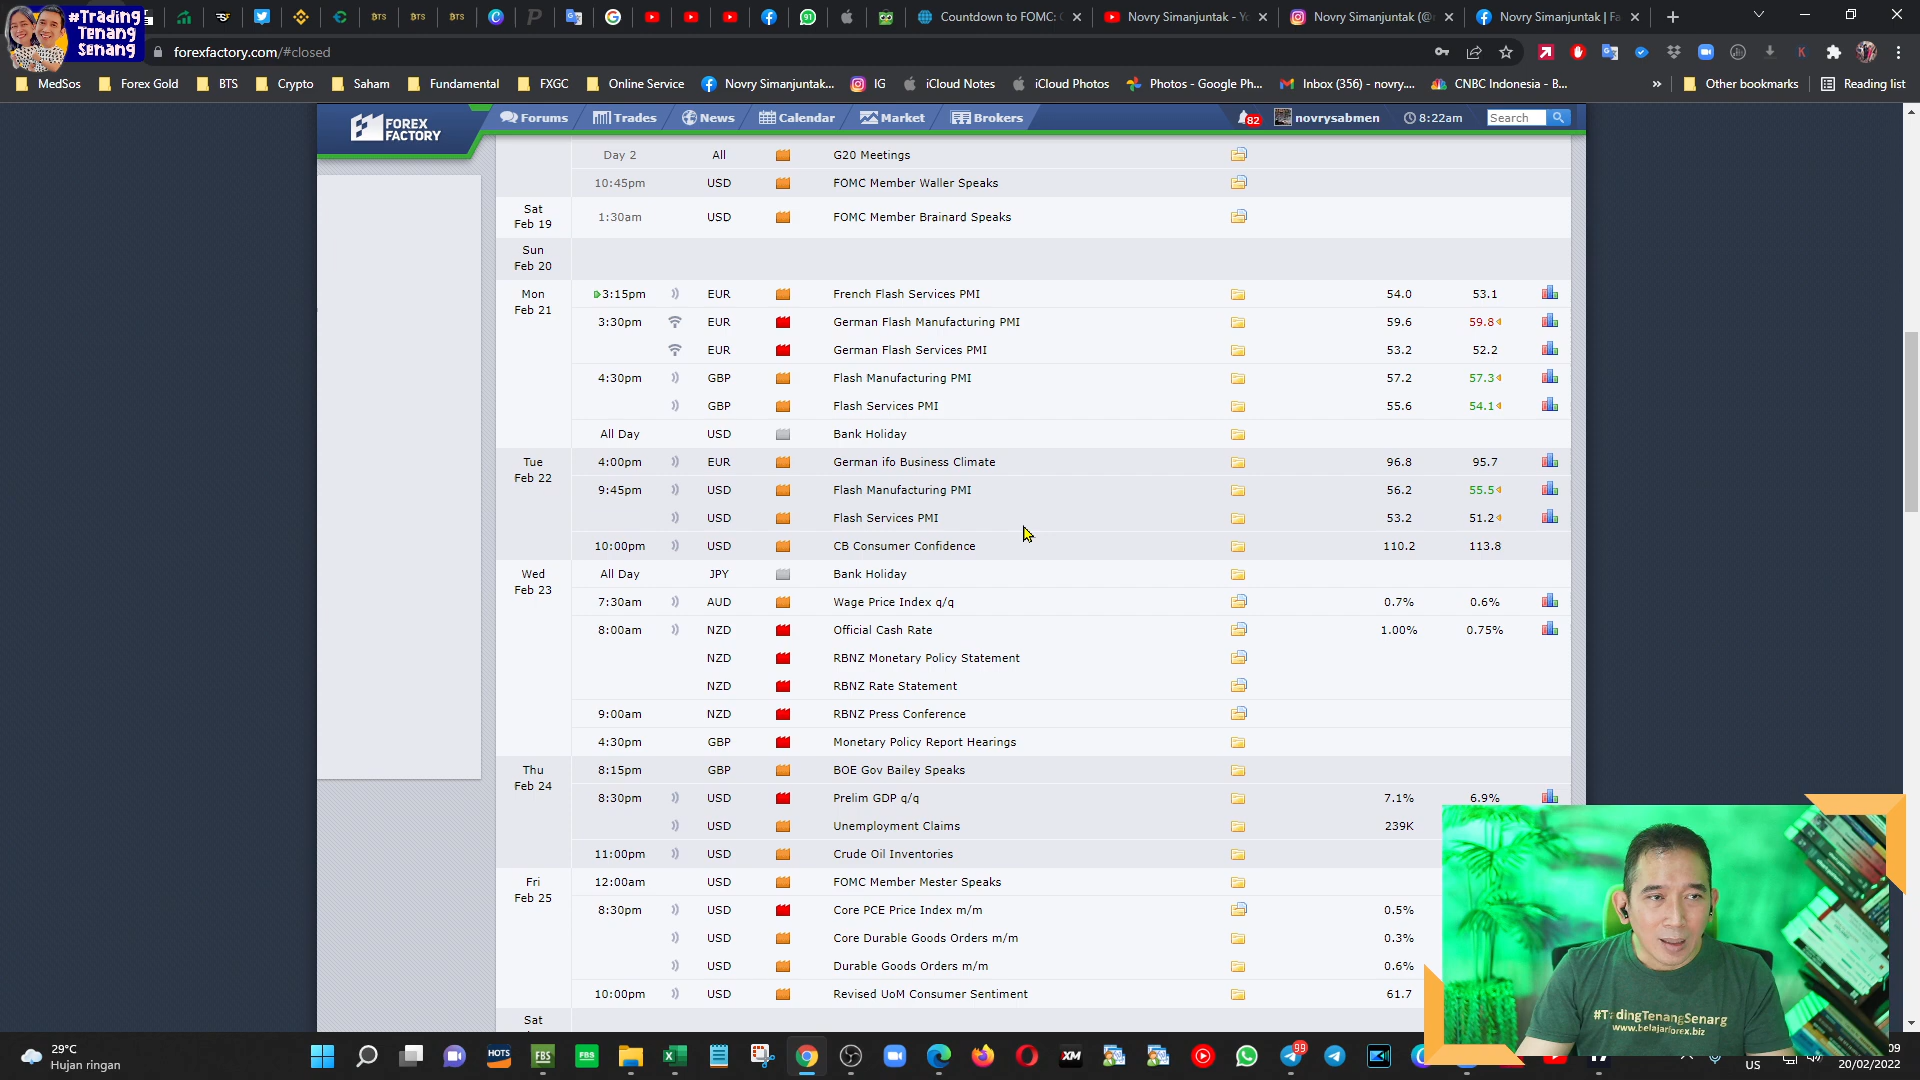 #Trading
Tenang
Senang
BTS BTS BTS
Countdown to FOMC:
Novry Simanjuntak -
Novry Simanjuntak
Novry Simanjuntak |
forexfactory.com/#closed
MedSos Forex Gold BTS Crypto Saham Fundamental FXGC Online Service Novry Simanjuntak... IG iCloud Notes iCloud Photos Photos - Google Ph... Inbox (356) - novry.... CNBC Indonesia - B... » Other bookmarks Reading list
FOREX
FACTORY
Forums Trades News Calendar Market Brokers 82 novrysabmen 8:22am Search
Day 2 All G20 Meetings
10:45pm USD FOMC Member Waller Speaks
Sat
Feb 19
1:30am USD FOMC Member Brainard Speaks
Sun
Feb 20
Mon
Feb 21
3:15pm EUR French Flash Services PMI 54.0 53.1
3:30pm EUR German Flash Manufacturing PMI 59.6 59.8
EUR German Flash Services PMI 53.2 52.2
4:30pm GBP Flash Manufacturing PMI 57.2 57.3
GBP Flash Services PMI 55.6 54.1
All Day USD Bank Holiday
Tue
Feb 22
4:00pm EUR German ifo Business Climate 96.8 95.7
9:45pm USD Flash Manufacturing PMI 56.2 55.5
USD Flash Services PMI 53.2 51.2
10:00pm USD CB Consumer Confidence 110.2 113.8
Wed
Feb 23
All Day JPY Bank Holiday
7:30am AUD Wage Price Index q/q 0.7% 0.6%
8:00am NZD Official Cash Rate 1.00% 0.75%
NZD RBNZ Monetary Policy Statement
NZD RBNZ Rate Statement
9:00am NZD RBNZ Press Conference
4:30pm GBP Monetary Policy Report Hearings
Thu
Feb 24
8:15pm GBP BOE Gov Bailey Speaks
8:30pm USD Prelim GDP q/q 7.1% 6.9%
USD Unemployment Claims 239K
11:00pm USD Crude Oil Inventories
Fri
Feb 25
12:00am USD FOMC Member Mester Speaks
8:30pm USD Core PCE Price Index m/m 0.5%
USD Core Durable Goods Orders m/m 0.3%
USD Durable Goods Orders m/m 0.6%
10:00pm USD Revised UoM Consumer Sentiment 61.7
Sat
www.belajarforex.biz
29°C
Hujan ringan
HOTS FBS FBS XM 99
US
20/02/2022